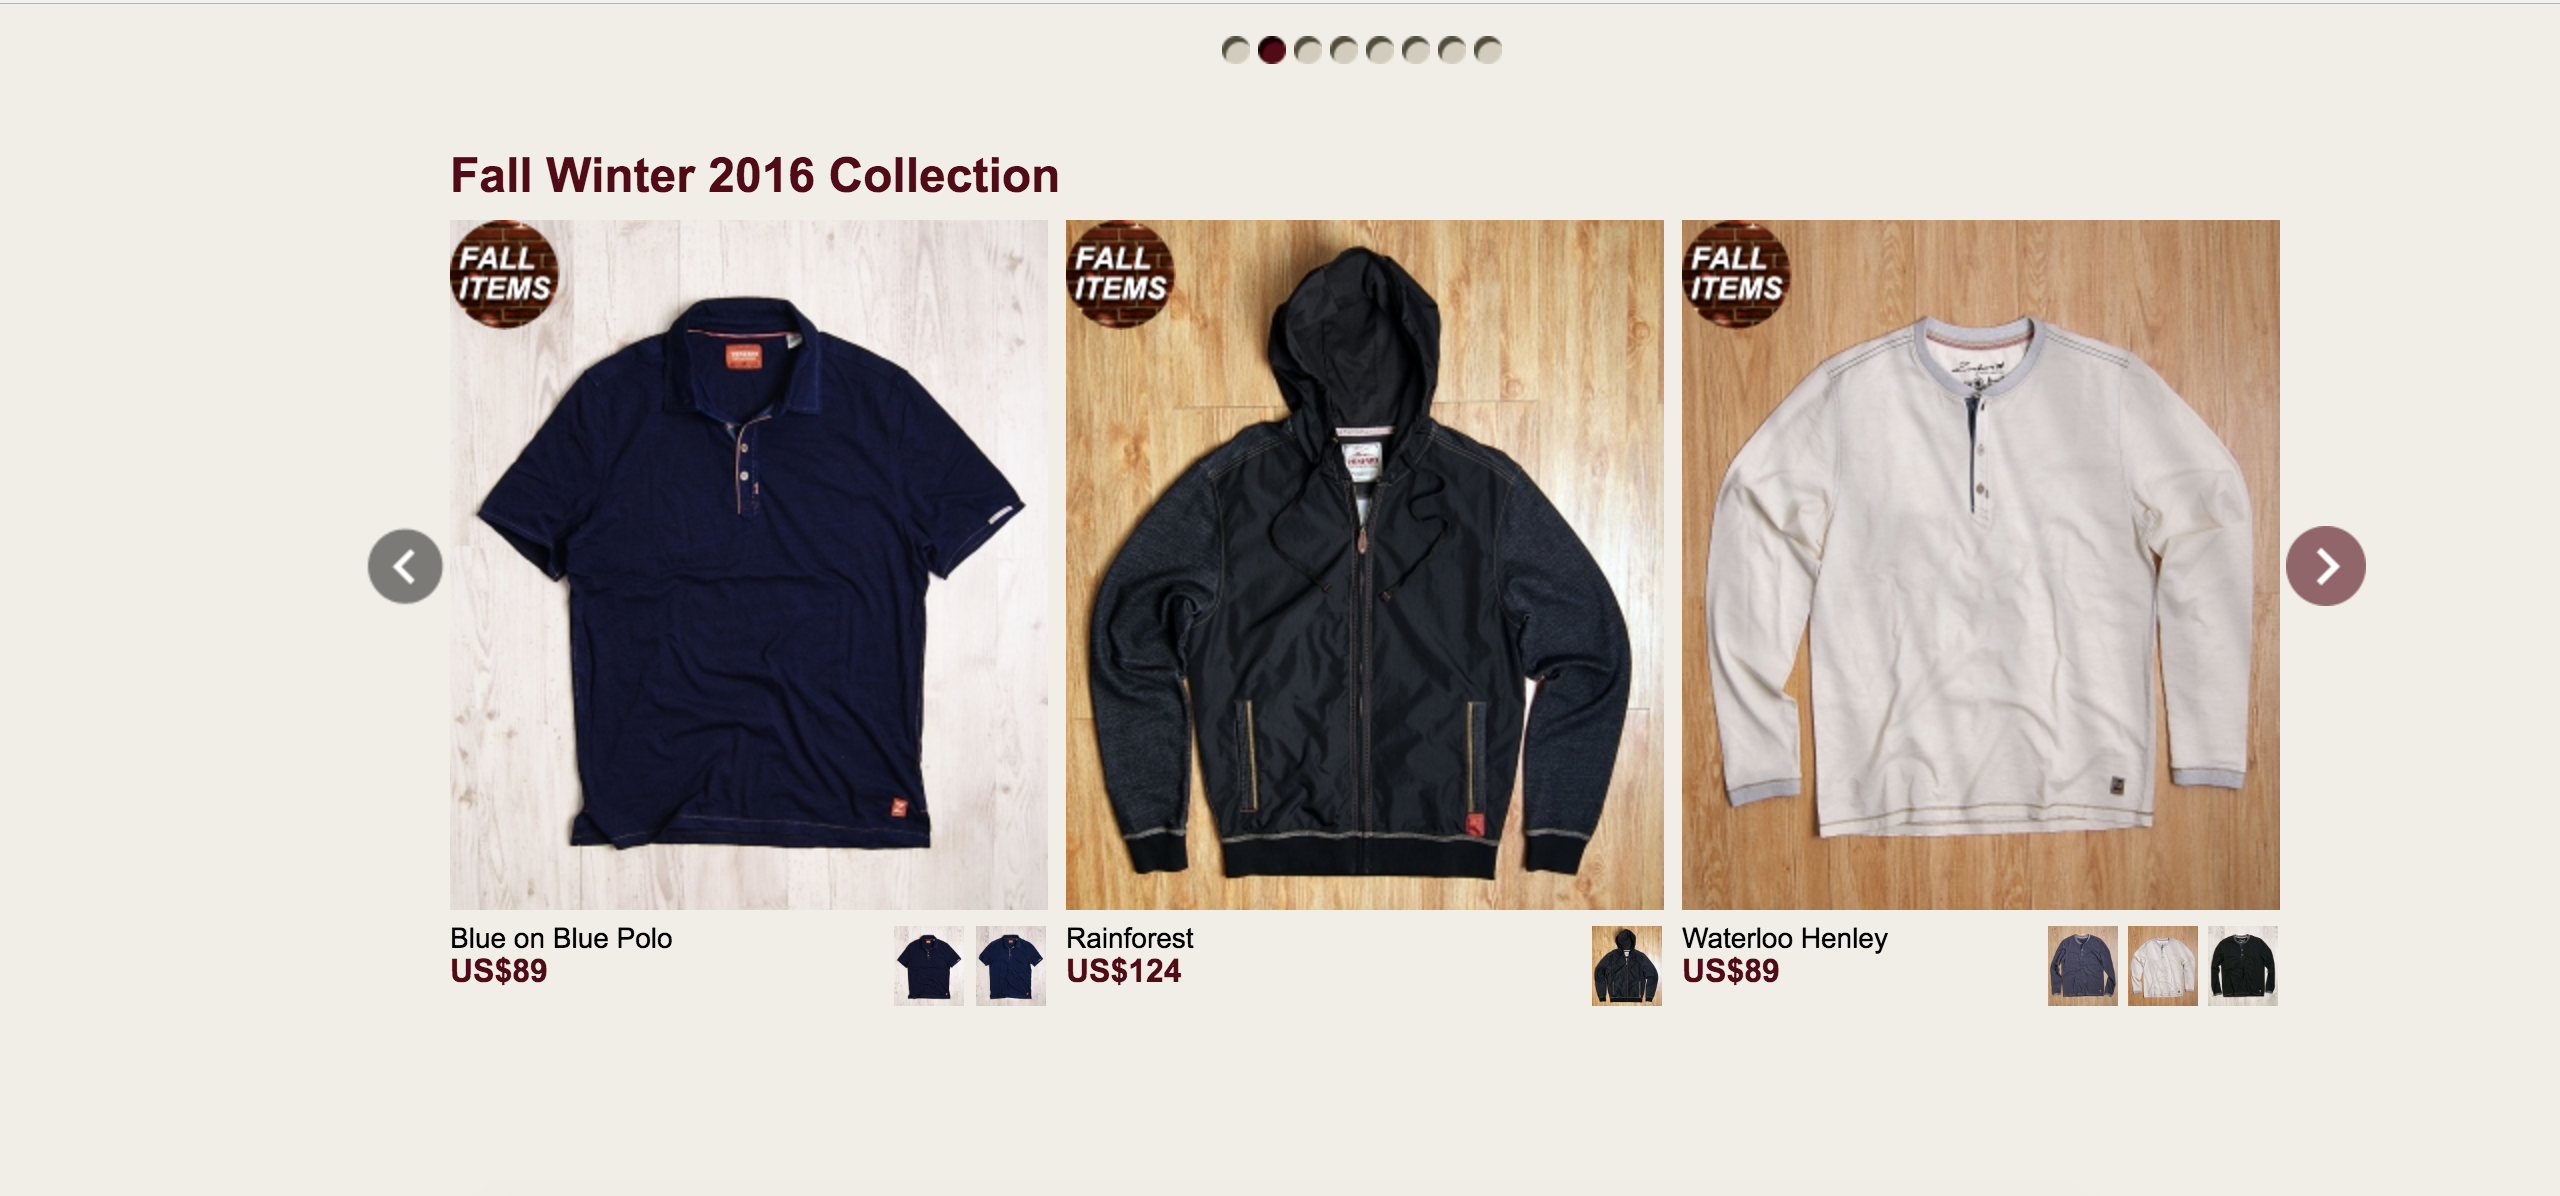 Fall Winter 2016 Collection
FALL
ITEMS
FALL
ITEMS
FALL
ITEMS
Blue on Blue Polo
US$89
Rainforest
US$124
Waterloo Henley
US$89